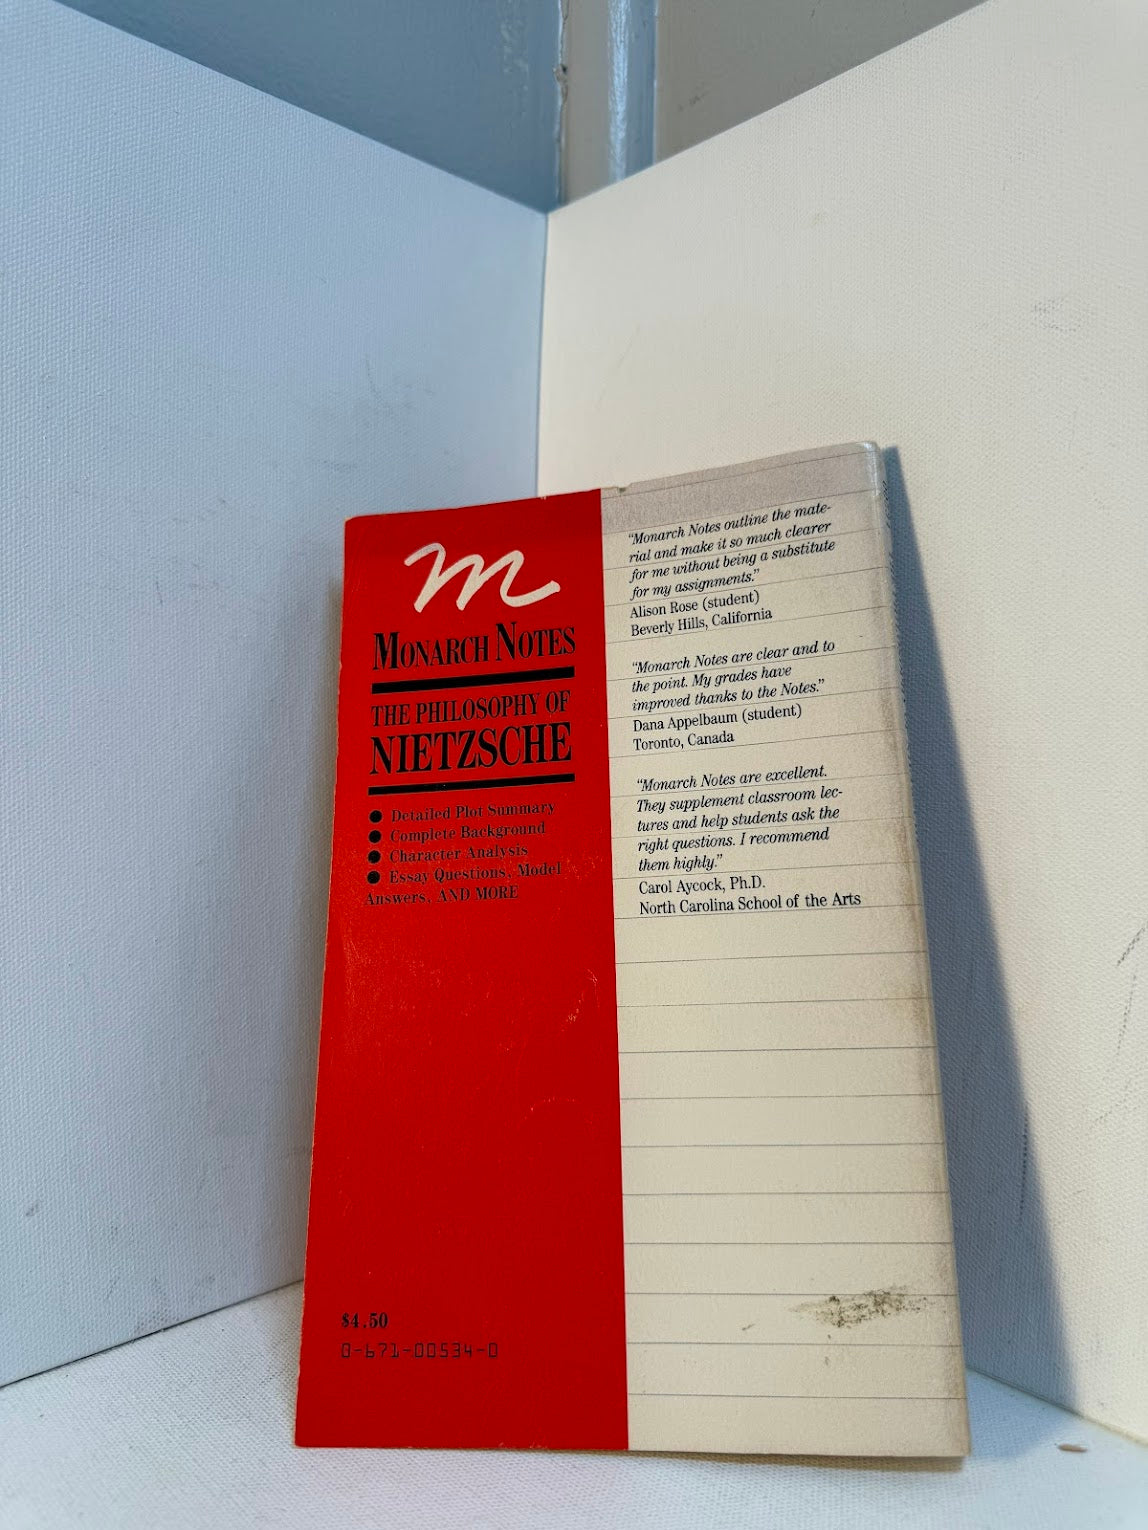 m
MONARCH NOTES
THE PHILOSOPHY OF
NIETZSCHE
● Detailed Plot Summary
● Complete Background
● Character Analysis
● Essay Questions, Model
Answers, AND MORE
$4.50
0-671-00534-0
“Monarch Notes outline the mate-
rial and make it so much clearer
for me without being a substitute
for my assignments.”
Alison Rose (student)
Beverly Hills, California
“Monarch Notes are clear and to
the point. My grades have
improved thanks to the Notes.”
Dana Appelbaum (student)
Toronto, Canada
“Monarch Notes are excellent.
They supplement classroom lec-
tures and help students ask the
right questions. I recommend
them highly.”
Carol Aycock, Ph.D.
North Carolina School of the Arts